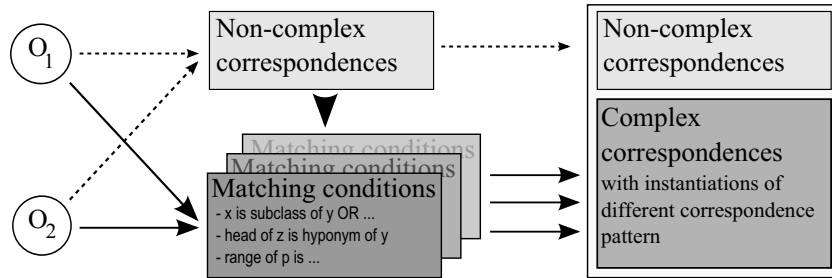 O1
Non-complex
correspondences
Non-complex
correspondences
O2
Matching conditions
Matching conditions
Matching conditions
- x is subclass of y OR ...
- head of z is hyponym of y
- range of p is ...
Complex
correspondences
with instantiations of
different correspondence
pattern